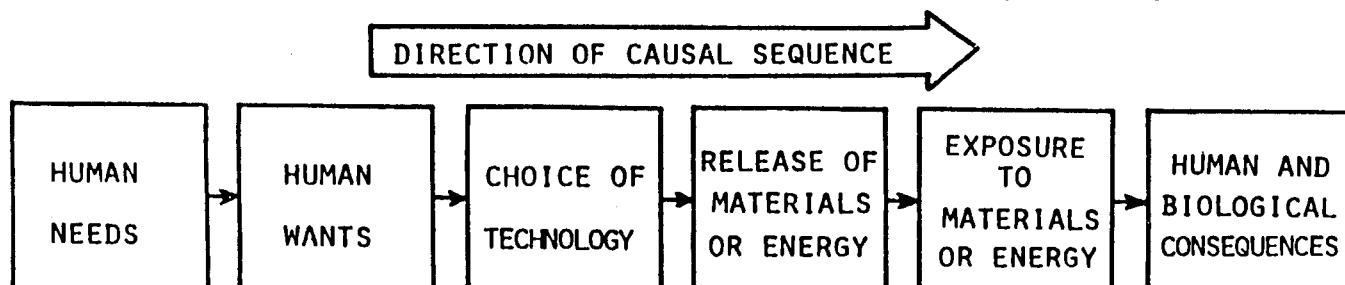 DIRECTION OF CAUSAL SEQUENCE
HUMAN
NEEDS
HUMAN
WANTS
CHOICE OF
TECHNOLOGY
RELEASE OF
MATERIALS
OR ENERGY
EXPOSURE
TO
MATERIALS
OR ENERGY
HUMAN AND
BIOLOGICAL
CONSEQUENCES